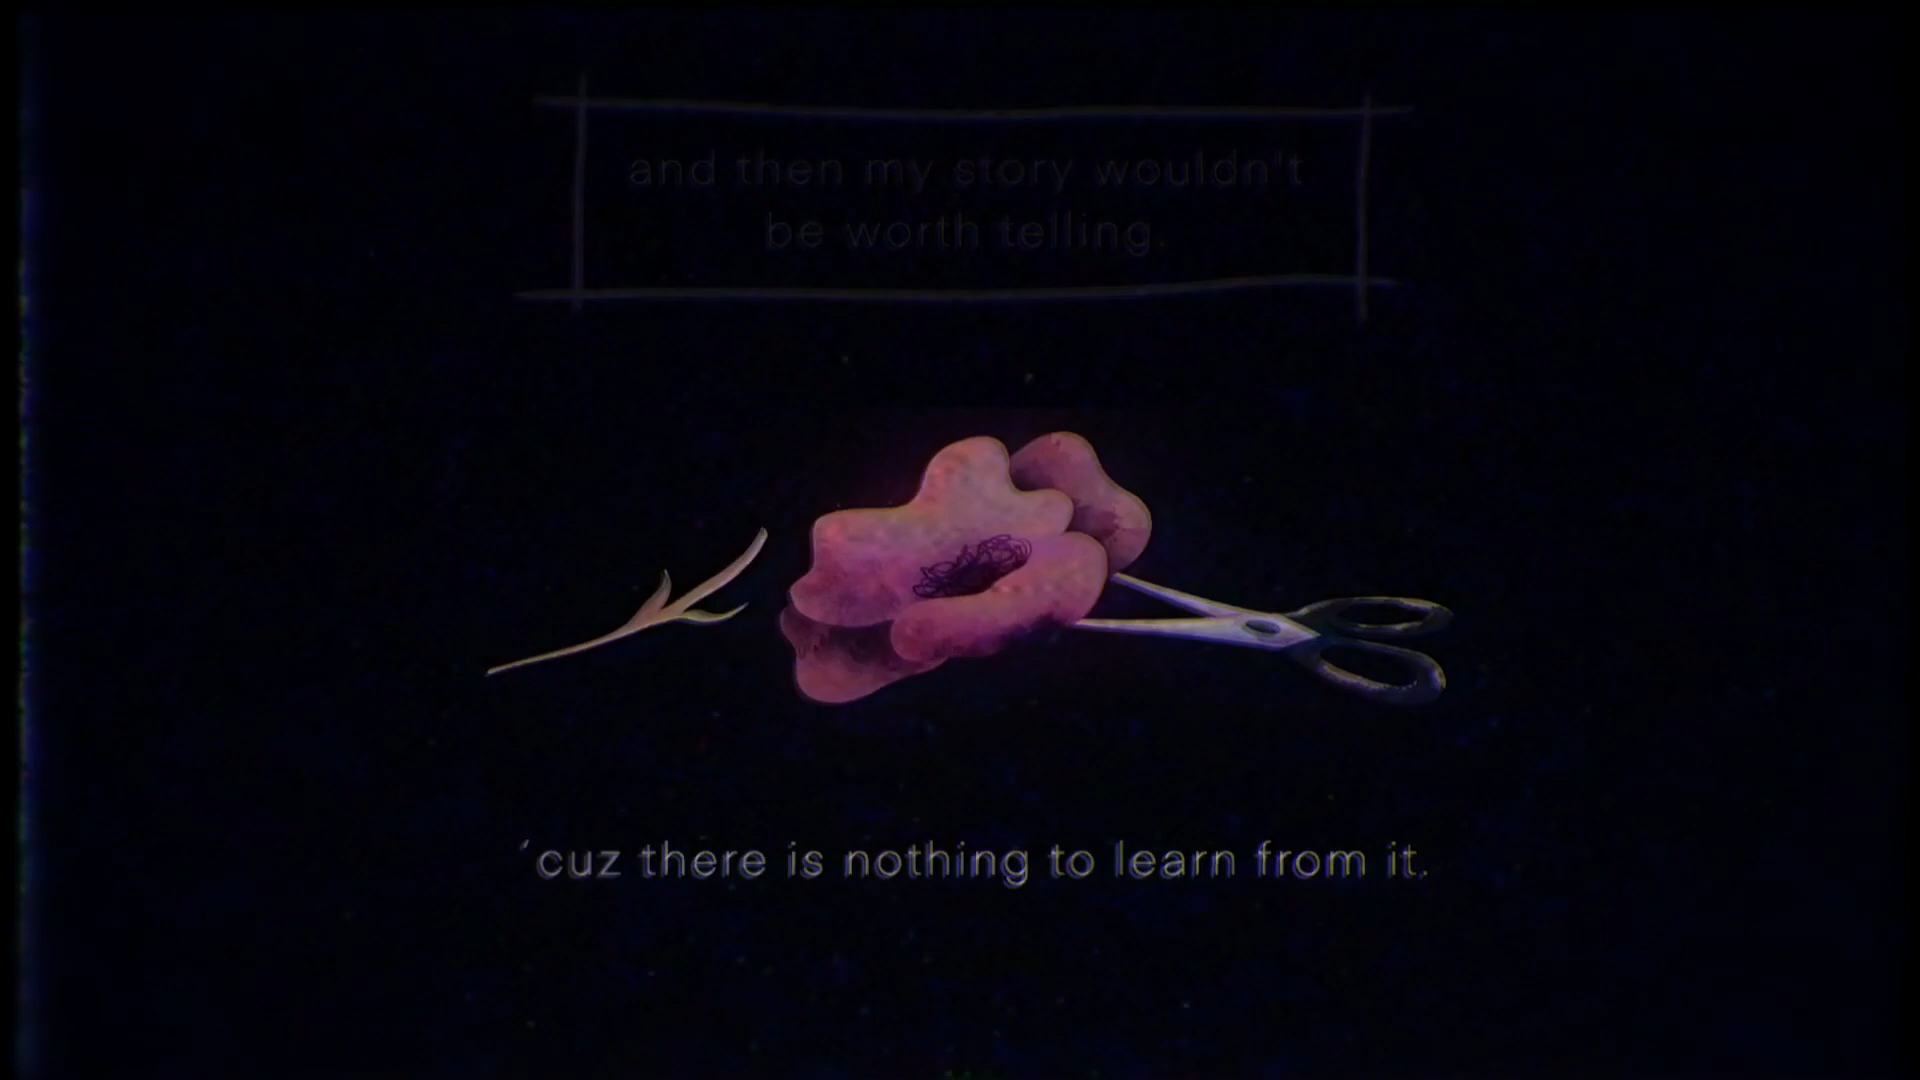 and then my story wouldn't
be worth telling.
‘cuz there is nothing to learn from it.